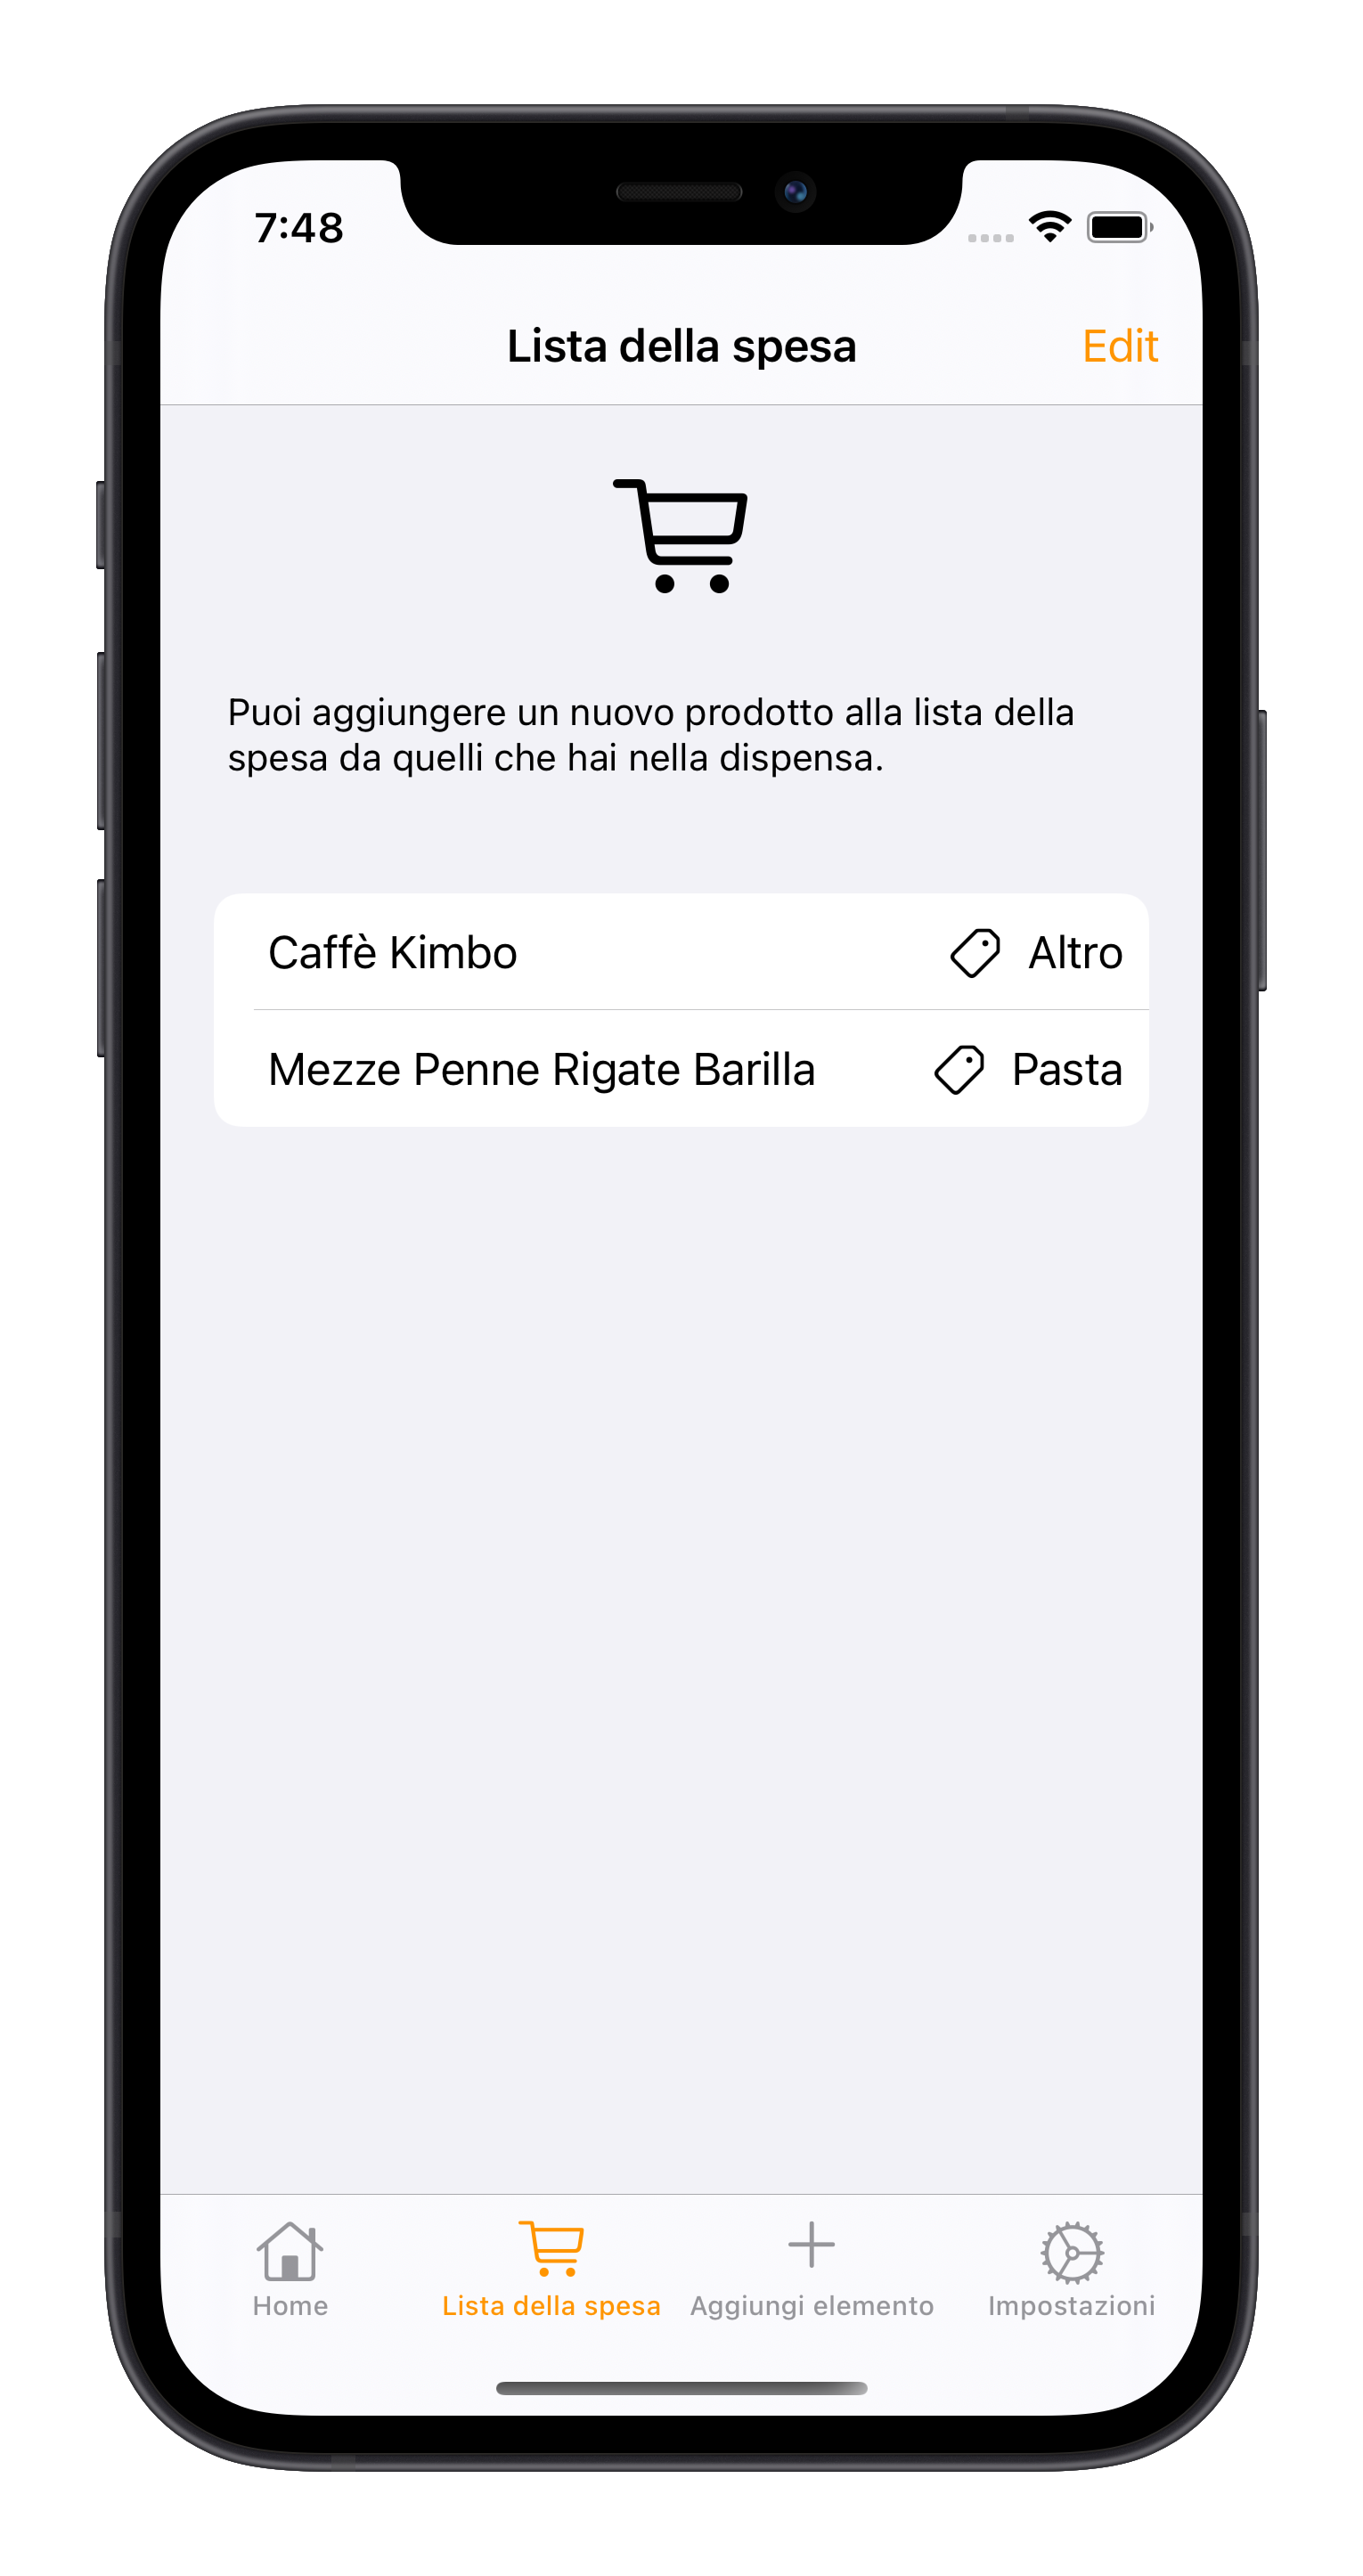 7:48
Lista della spesa
Edit
Puoi aggiungere un nuovo prodotto alla lista della
spesa da quelli che hai nella dispensa.
Caffè Kimbo Altro
Mezze Penne Rigate Barilla Pasta
Home Lista della spesa Aggiungi elemento Impostazioni